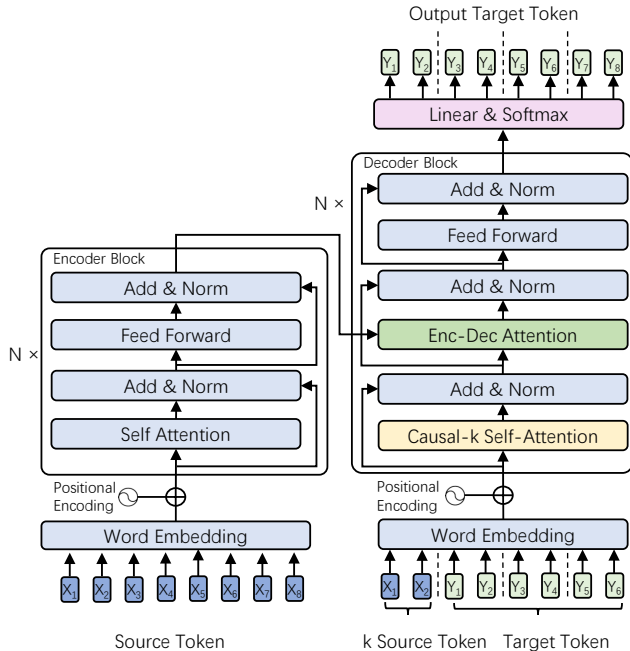 Output Target Token
Y₁ Y₂ Y₃ Y₄ Y₅ Y₆ Y₇ Y₈
Linear & Softmax
Decoder Block
Add & Norm
N ×
Feed Forward
Add & Norm
Enc-Dec Attention
Add & Norm
Causal-k Self-Attention
Positional
Encoding
Word Embedding
X₁ X₂ Y₁ Y₂ Y₃ Y₄ Y₅ Y₆
k Source Token Target Token
Encoder Block
Add & Norm
Feed Forward
N ×
Add & Norm
Self Attention
Positional
Encoding
Word Embedding
X₁ X₂ X₃ X₄ X₅ X₆ X₇ X₈
Source Token